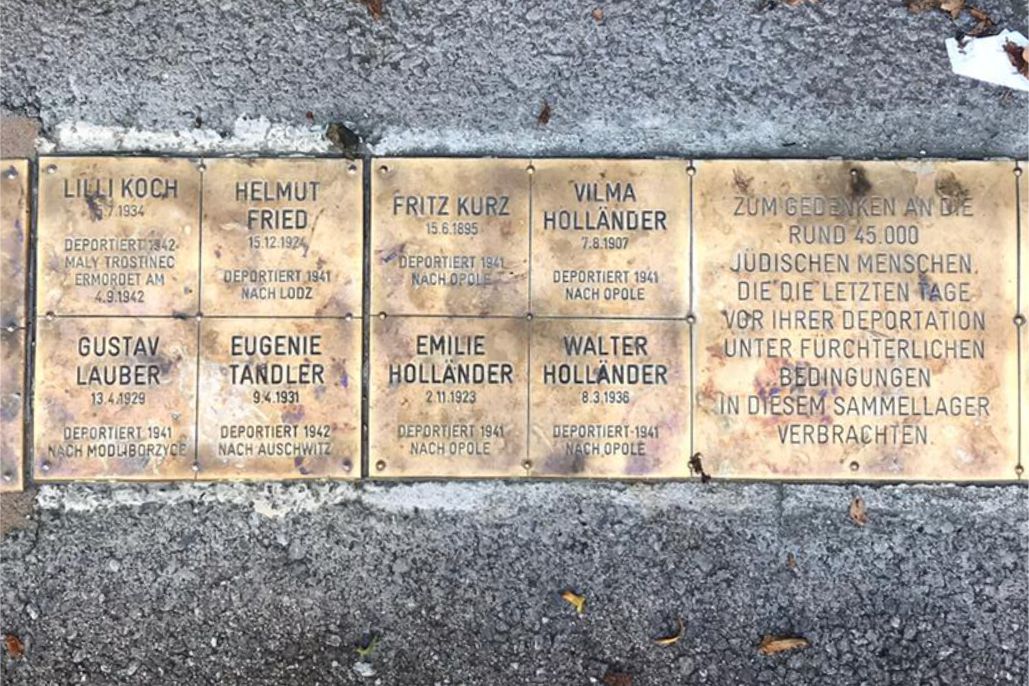 LILLI KOCH
5.7.1934
DEPORTIERT 1942
MALY TROSTINEC
ERMORDET AM
4.9.1942
HELMUT
FRIED
15.12.1924
DEPORTIERT 1941
NACH LODZ
FRITZ KURZ
15.6.1895
DEPORTIERT 1941
NACH OPOLE
VILMA
HOLLÄNDER
7.8.1907
DEPORTIERT 1941
NACH OPOLE
GUSTAV
LAUBER
13.4.1929
DEPORTIERT 1941
NACH MODLIBORZYCE
EUGENIE
TANDLER
9.4.1931
DEPORTIERT 1942
NACH AUSCHWITZ
EMILIE
HOLLÄNDER
2.11.1923
DEPORTIERT 1941
NACH OPOLE
WALTER
HOLLÄNDER
8.3.1936
DEPORTIERT 1941
NACH OPOLE
ZUM GEDENKEN AN DIE
RUND 45.000
JÜDISCHEN MENSCHEN,
DIE DIE LETZTEN TAGE
VOR IHRER DEPORTATION
UNTER FÜRCHTERLICHEN
BEDINGUNGEN
IN DIESEM SAMMELLAGER
VERBRACHTEN.